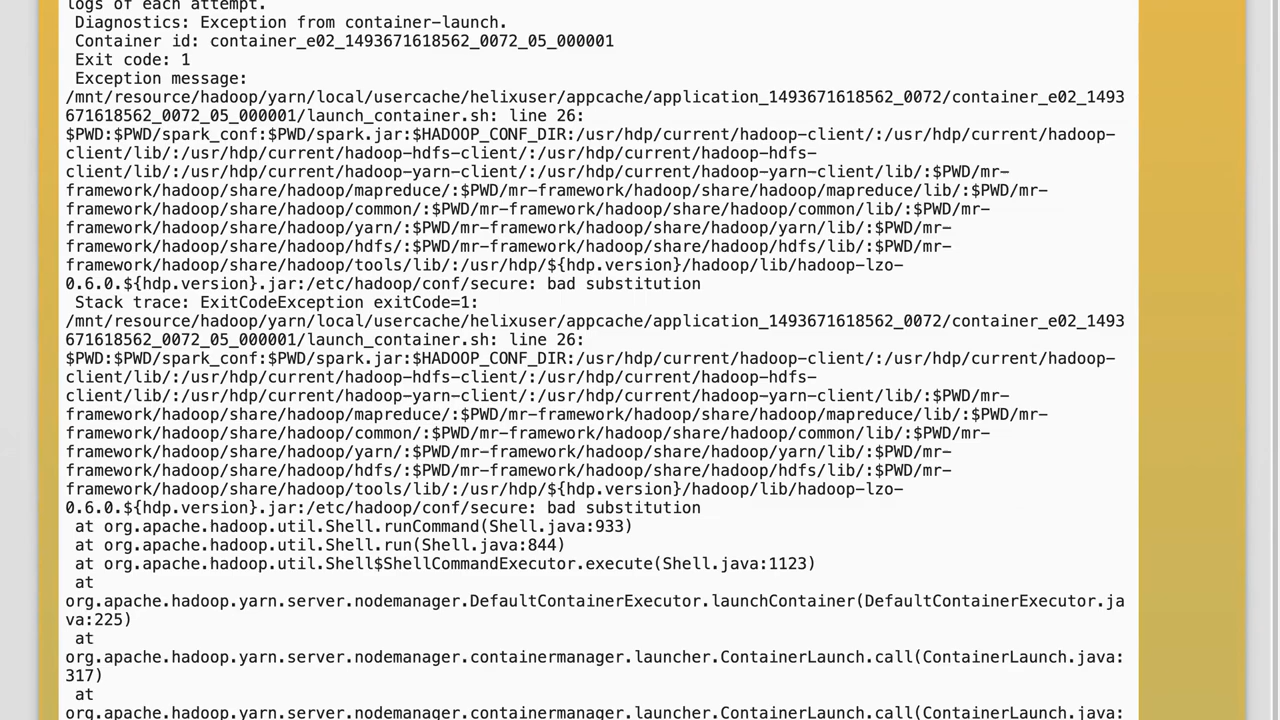 logs of each attempt.
Diagnostics: Exception from container-launch.
Container id: container_e02_1493671618562_0072_05_000001
Exit code: 1
Exception message:
/mnt/resource/hadoop/yarn/local/usercache/helixuser/appcache/application_1493671618562_0072/container_e02_1493
671618562_0072_05_000001/launch_container.sh: line 26:
$PWD:$PWD/spark_conf:$PWD/spark.jar:$HADOOP_CONF_DIR:/usr/hdp/current/hadoop-client/:/usr/hdp/current/hadoop-
client/lib/:/usr/hdp/current/hadoop-hdfs-client/:/usr/hdp/current/hadoop-hdfs-
client/lib/:/usr/hdp/current/hadoop-yarn-client/:/usr/hdp/current/hadoop-yarn-client/lib/:$PWD/mr-
framework/hadoop/share/hadoop/mapreduce/:$PWD/mr-framework/hadoop/share/hadoop/mapreduce/lib/:$PWD/mr-
framework/hadoop/share/hadoop/common/:$PWD/mr-framework/hadoop/share/hadoop/common/lib/:$PWD/mr-
framework/hadoop/share/hadoop/yarn/:$PWD/mr-framework/hadoop/share/hadoop/yarn/lib/:$PWD/mr-
framework/hadoop/share/hadoop/hdfs/:$PWD/mr-framework/hadoop/share/hadoop/hdfs/lib/:$PWD/mr-
framework/hadoop/share/hadoop/tools/lib/:/usr/hdp/${hdp.version}/hadoop/lib/hadoop-lzo-
0.6.0.${hdp.version}.jar:/etc/hadoop/conf/secure: bad substitution
Stack trace: ExitCodeException exitCode=1:
/mnt/resource/hadoop/yarn/local/usercache/helixuser/appcache/application_1493671618562_0072/container_e02_1493
671618562_0072_05_000001/launch_container.sh: line 26:
$PWD:$PWD/spark_conf:$PWD/spark.jar:$HADOOP_CONF_DIR:/usr/hdp/current/hadoop-client/:/usr/hdp/current/hadoop-
client/lib/:/usr/hdp/current/hadoop-hdfs-client/:/usr/hdp/current/hadoop-hdfs-
client/lib/:/usr/hdp/current/hadoop-yarn-client/:/usr/hdp/current/hadoop-yarn-client/lib/:$PWD/mr-
framework/hadoop/share/hadoop/mapreduce/:$PWD/mr-framework/hadoop/share/hadoop/mapreduce/lib/:$PWD/mr-
framework/hadoop/share/hadoop/common/:$PWD/mr-framework/hadoop/share/hadoop/common/lib/:$PWD/mr-
framework/hadoop/share/hadoop/yarn/:$PWD/mr-framework/hadoop/share/hadoop/yarn/lib/:$PWD/mr-
framework/hadoop/share/hadoop/hdfs/:$PWD/mr-framework/hadoop/share/hadoop/hdfs/lib/:$PWD/mr-
framework/hadoop/share/hadoop/tools/lib/:/usr/hdp/${hdp.version}/hadoop/lib/hadoop-lzo-
0.6.0.${hdp.version}.jar:/etc/hadoop/conf/secure: bad substitution
at org.apache.hadoop.util.Shell.runCommand(Shell.java:933)
at org.apache.hadoop.util.Shell.run(Shell.java:844)
at org.apache.hadoop.util.Shell$ShellCommandExecutor.execute(Shell.java:1123)
at
org.apache.hadoop.yarn.server.nodemanager.DefaultContainerExecutor.launchContainer(DefaultContainerExecutor.ja
va:225)
at
org.apache.hadoop.yarn.server.nodemanager.containermanager.launcher.ContainerLaunch.call(ContainerLaunch.java:
317)
at
org.apache.hadoop.yarn.server.nodemanager.containermanager.launcher.ContainerLaunch.call(ContainerLaunch.java: